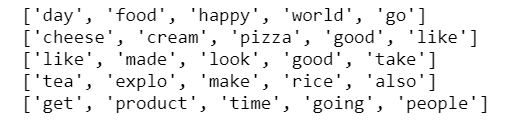 ['day', 'food', 'happy', 'world', 'go']
['cheese', 'cream', 'pizza', 'good', 'like']
['like', 'made', 'look', 'good', 'take']
['tea', 'explo', 'make', 'rice', 'also']
['get', 'product', 'time', 'going', 'people']